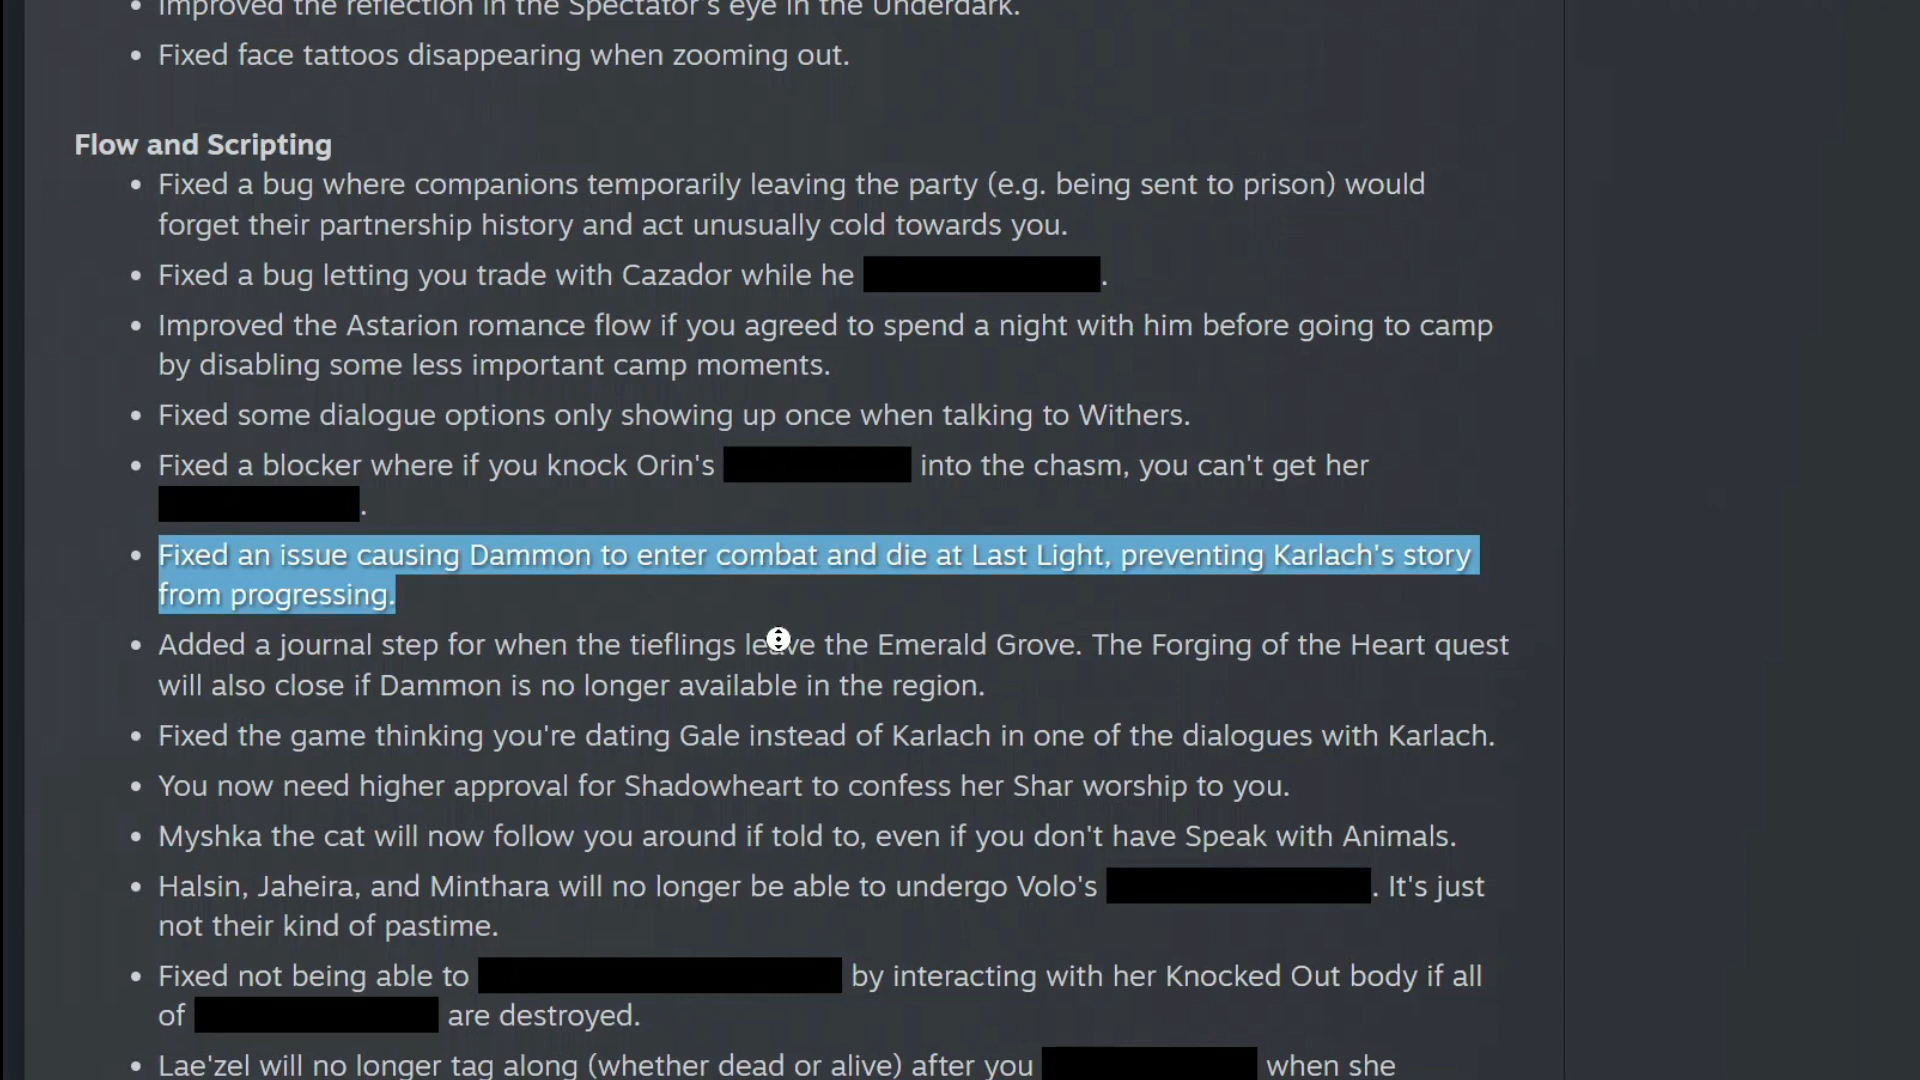 Improved the reflection in the Spectator's eye in the Underdark.
Fixed face tattoos disappearing when zooming out.
Flow and Scripting
Fixed a bug where companions temporarily leaving the party (e.g. being sent to prison) would
forget their partnership history and act unusually cold towards you.
Fixed a bug letting you trade with Cazador while he .
Improved the Astarion romance flow if you agreed to spend a night with him before going to camp
by disabling some less important camp moments.
Fixed some dialogue options only showing up once when talking to Withers.
Fixed a blocker where if you knock Orin's into the chasm, you can't get her
.
Fixed an issue causing Dammon to enter combat and die at Last Light, preventing Karlach's story
from progressing.
Added a journal step for when the tieflings leave the Emerald Grove. The Forging of the Heart quest
will also close if Dammon is no longer available in the region.
Fixed the game thinking you're dating Gale instead of Karlach in one of the dialogues with Karlach.
You now need higher approval for Shadowheart to confess her Shar worship to you.
Myshka the cat will now follow you around if told to, even if you don't have Speak with Animals.
Halsin, Jaheira, and Minthara will no longer be able to undergo Volo's . It's just
not their kind of pastime.
Fixed not being able to by interacting with her Knocked Out body if all
of are destroyed.
Lae'zel will no longer tag along (whether dead or alive) after you when she